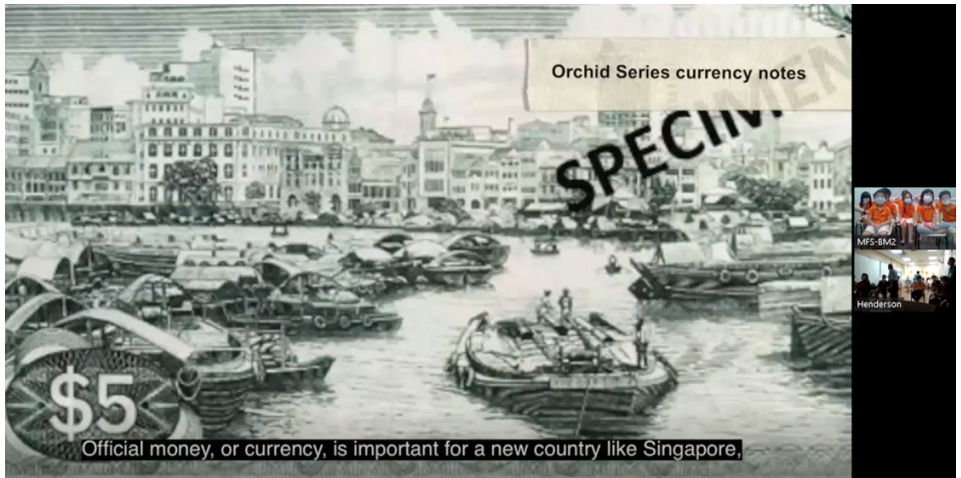 Orchid Series currency notes
SPECIMEN
$5
Official money, or currency, is important for a new country like Singapore,
MFS-BM2
Henderson